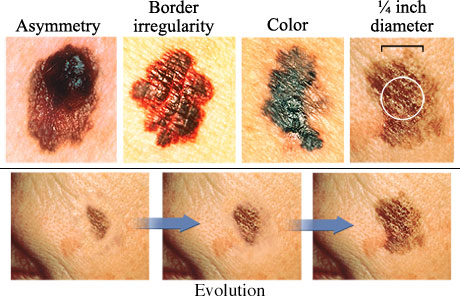 Asymmetry
Border
irregularity
Color
¼ inch
diameter
Evolution